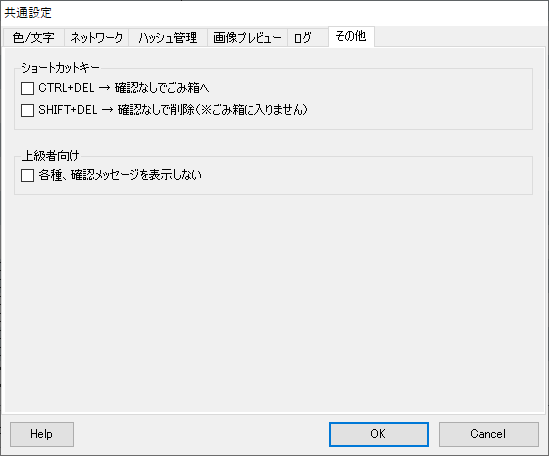 共通設定
色/文字 ネットワーク ハッシュ管理 画像プレビュー ログ その他
ショートカットキー
CTRL+DEL → 確認なしでごみ箱へ
SHIFT+DEL → 確認なしで削除(※ごみ箱に入りません)
上級者向け
各種、確認メッセージを表示しない
Help OK Cancel